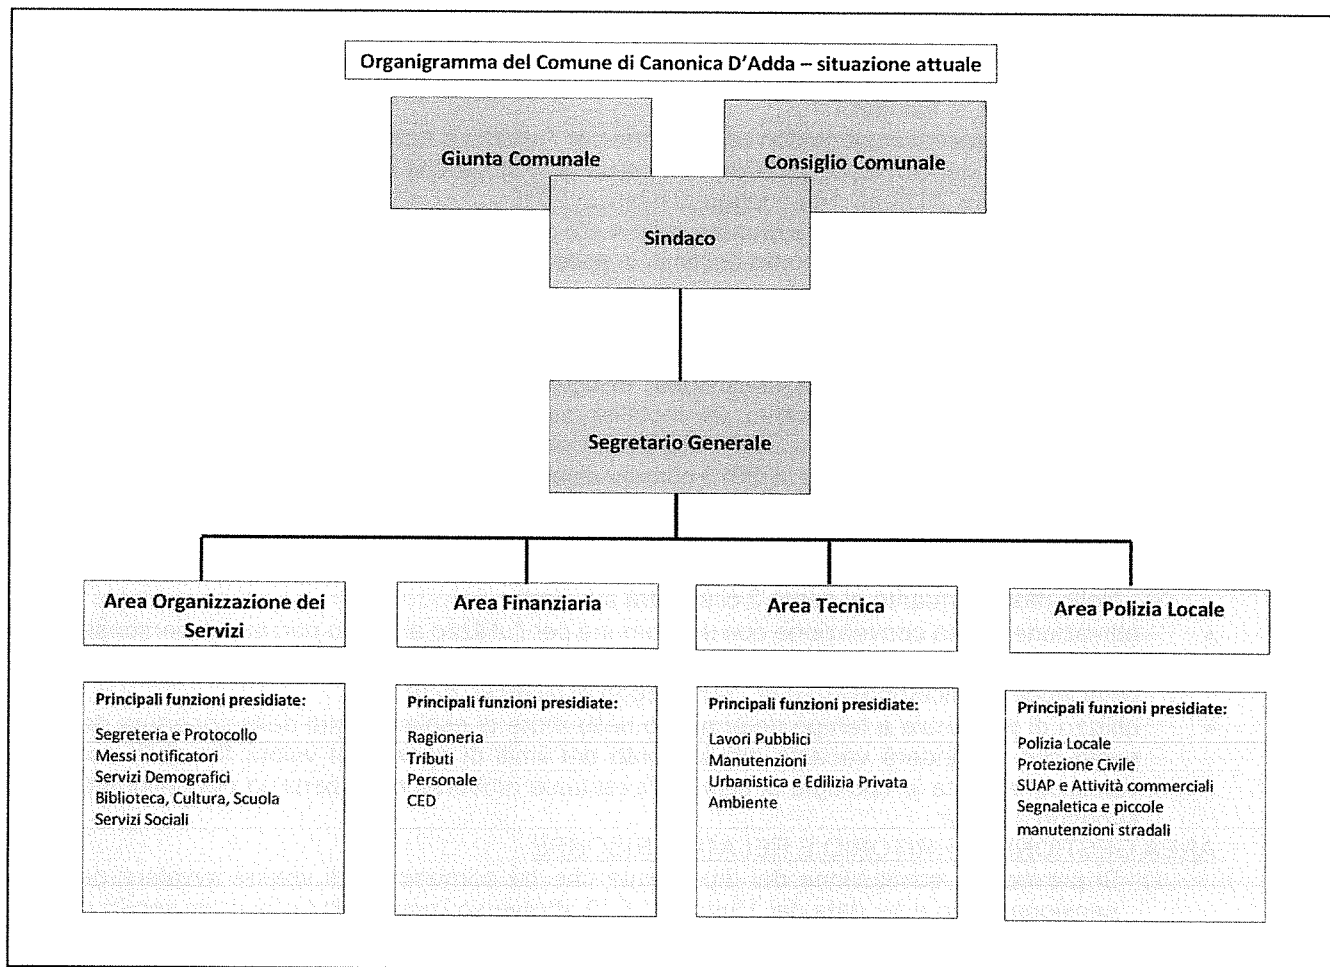 Organigramma del Comune di Canonica D'Adda – situazione attuale
Giunta Comunale
Consiglio Comunale
Sindaco
Segretario Generale
Area Organizzazione dei
Servizi
Area Finanziaria
Area Tecnica
Area Polizia Locale
Principali funzioni presidiate:
Segreteria e Protocollo
Messi notificatori
Servizi Demografici
Biblioteca, Cultura, Scuola
Servizi Sociali
Principali funzioni presidiate:
Ragioneria
Tributi
Personale
CED
Principali funzioni presidiate:
Lavori Pubblici
Manutenzioni
Urbanistica e Edilizia Privata
Ambiente
Principali funzioni presidiate:
Polizia Locale
Protezione Civile
SUAP e Attività commerciali
Segnaletica e piccole
manutenzioni stradali